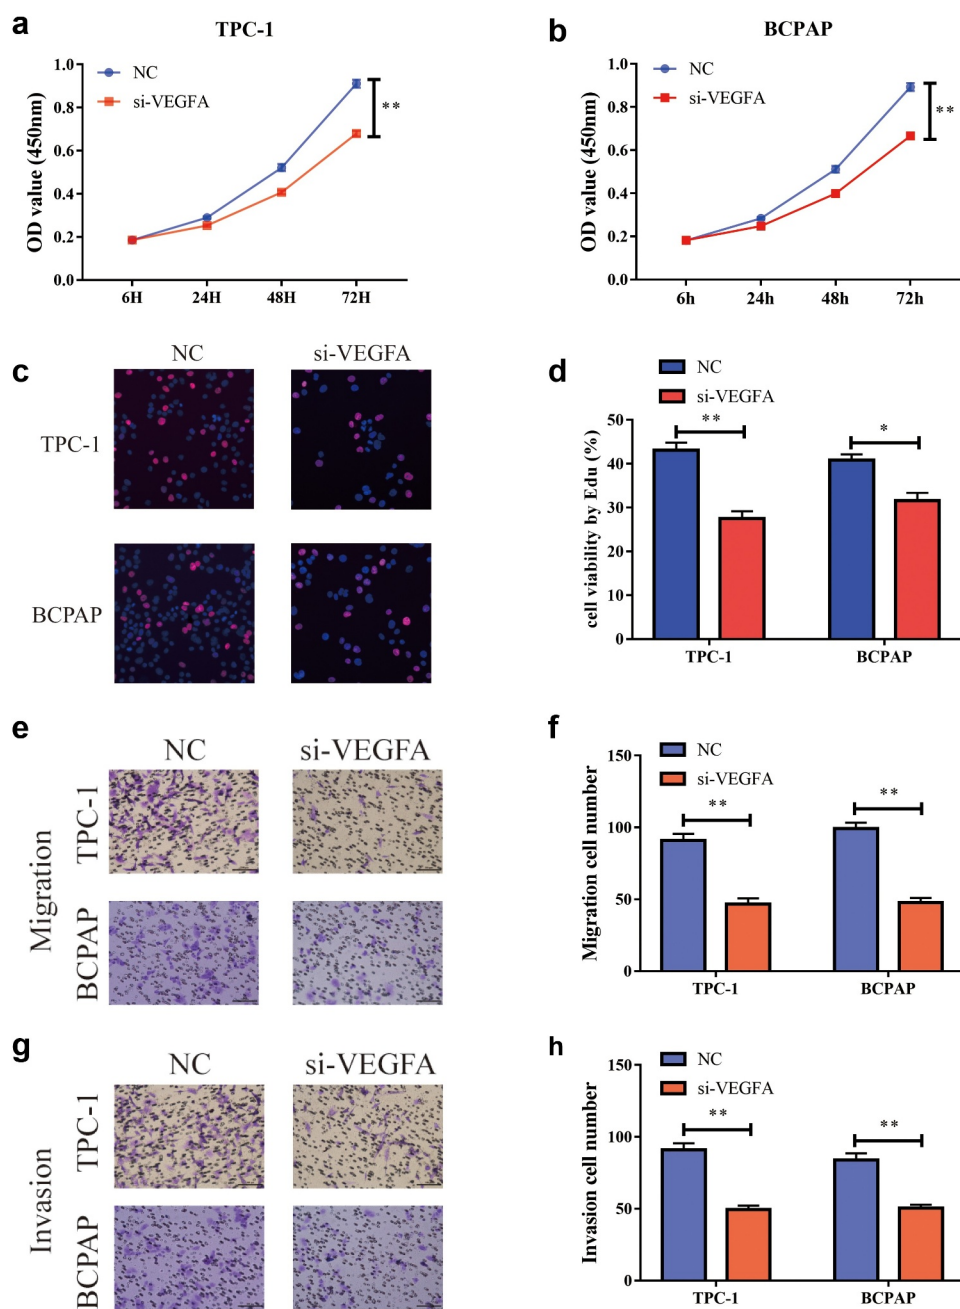 a
TPC-1
OD value (450nm)
1.0
0.8
0.6
0.4
0.2
0.0
NC
si-VEGFA
**
6H 24H 48H 72H
b
BCPAP
OD value (450nm)
1.0
0.8
0.6
0.4
0.2
0.0
NC
si-VEGFA
**
6h 24h 48h 72h
c
NC si-VEGFA
TPC-1
BCPAP
d
NC
si-VEGFA
cell viability by Edu (%)
50
40
30
20
10
0
** *
TPC-1 BCPAP
e
NC si-VEGFA
Migration
TPC-1
BCPAP
f
NC
si-VEGFA
Migration cell number
150
100
50
0
** **
TPC-1 BCPAP
g
NC si-VEGFA
Invasion
TPC-1
BCPAP
h
NC
si-VEGFA
Invasion cell number
150
100
50
0
** **
TPC-1 BCPAP